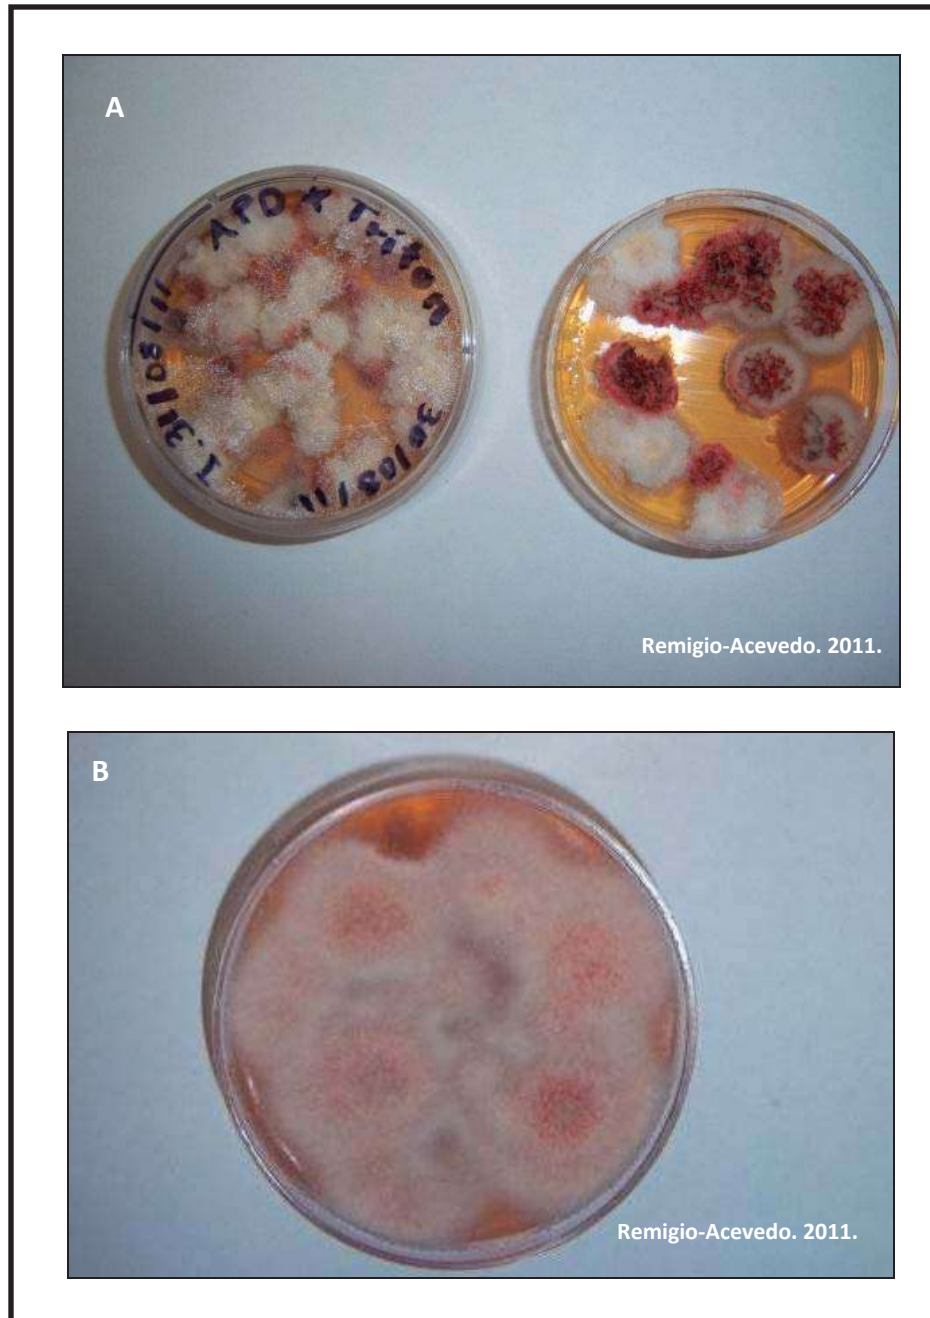 A
APD x Triton
30/08/11
I.31/08/11
Remigio-Acevedo. 2011.
B
Remigio-Acevedo. 2011.